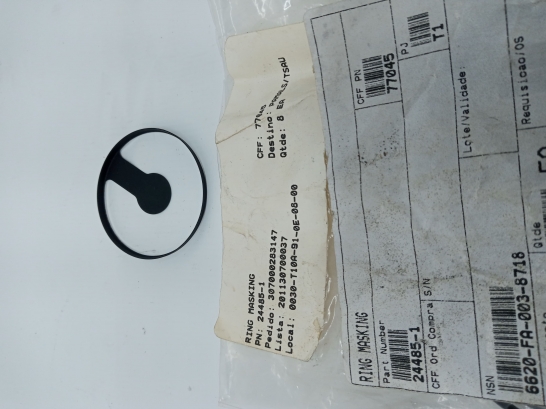 RING MASKING
PN: 24485-1
Pedido: 307000283147
Lista: 201130700037
Local: 0030-T10A-91-0E-08-00
Destino:
Qtde: 8 EA
RING MASKING
Part Number
24485-1
CFF Ord Compra
S/N
NSN
6620-FA-003-8718
CFF PN
77045
PJ
T1
Lote/Validade:
Requisicao/OS
Qtde